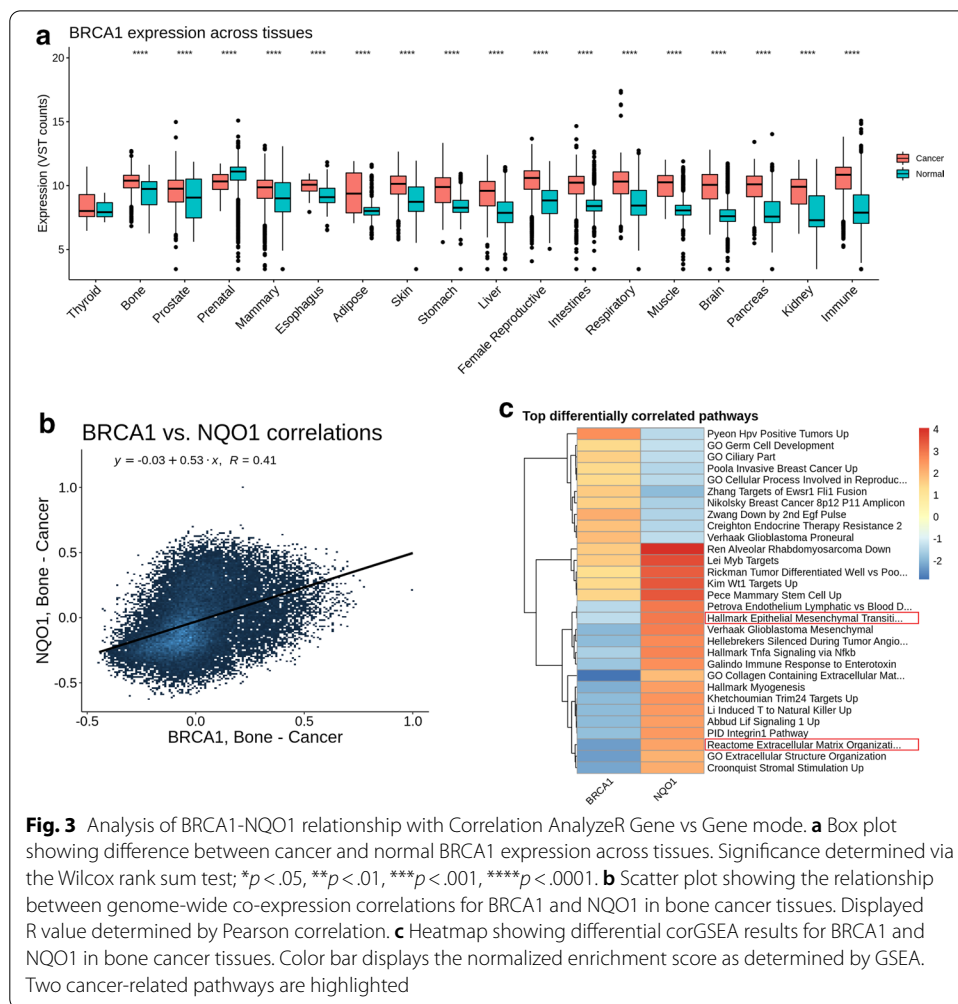 a BRCA1 expression across tissues
**** **** **** **** **** **** **** **** **** **** **** **** **** **** **** **** ****
20
15
10
5
Expression (VST counts)
Cancer
Normal
Thyroid
Bone
Prostate
Prenatal
Mammary
Esophagus
Adipose
Skin
Stomach
Liver
Female Reproductive
Intestines
Respiratory
Muscle
Brain
Pancreas
Kidney
Immune
b BRCA1 vs. NQO1 correlations
y = -0.03 + 0.53 · x, R = 0.41
1.0
0.5
0.0
-0.5
NQO1, Bone - Cancer
-0.5 0.0 0.5 1.0
BRCA1, Bone - Cancer
c Top differentially correlated pathways
Pyeon Hpv Positive Tumors Up
GO Germ Cell Development
GO Ciliary Part
Poola Invasive Breast Cancer Up
GO Cellular Process Involved in Reproduc...
Zhang Targets of Ewsr1 Fli1 Fusion
Nikolsky Breast Cancer 8p12 P11 Amplicon
Zwang Down by 2nd Egf Pulse
Creighton Endocrine Therapy Resistance 2
Verhaak Glioblastoma Proneural
Ren Alveolar Rhabdomyosarcoma Down
Lei Myb Targets
Rickman Tumor Differentiated Well vs Poo...
Kim Wt1 Targets Up
Pece Mammary Stem Cell Up
Petrova Endothelium Lymphatic vs Blood D...
Hallmark Epithelial Mesenchymal Transiti...
Verhaak Glioblastoma Mesenchymal
Hellebrekers Silenced During Tumor Angio...
Hallmark Tnfa Signaling via Nfkb
Galindo Immune Response to Enterotoxin
GO Collagen Containing Extracellular Mat...
Hallmark Myogenesis
Khetchoumian Trim24 Targets Up
Li Induced T to Natural Killer Up
Abbud Lif Signaling 1 Up
PID Integrin1 Pathway
Reactome Extracellular Matrix Organizati...
GO Extracellular Structure Organization
Croonquist Stromal Stimulation Up
BRCA1
NQO1
4
3
2
1
0
-1
-2
Fig. 3 Analysis of BRCA1-NQO1 relationship with Correlation AnalyzeR Gene vs Gene mode. a Box plot
showing difference between cancer and normal BRCA1 expression across tissues. Significance determined via
the Wilcox rank sum test; *p < .05, **p < .01, ***p < .001, ****p < .0001. b Scatter plot showing the relationship
between genome-wide co-expression correlations for BRCA1 and NQO1 in bone cancer tissues. Displayed
R value determined by Pearson correlation. c Heatmap showing differential corGSEA results for BRCA1 and
NQO1 in bone cancer tissues. Color bar displays the normalized enrichment score as determined by GSEA.
Two cancer-related pathways are highlighted